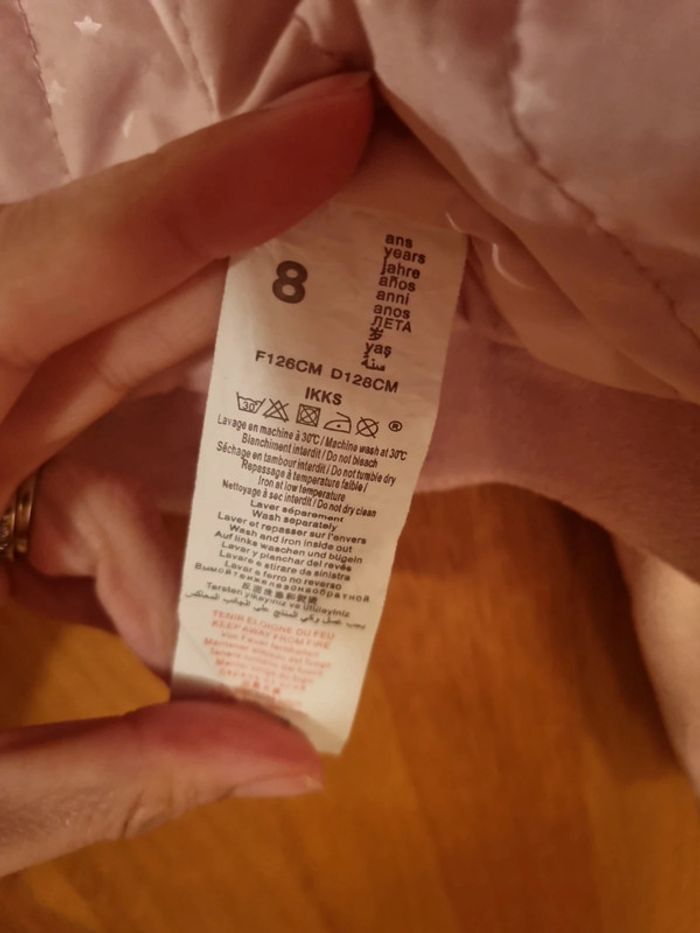 8
ans
years
Jahre
años
anni
anos
ЛЕТА
岁
yaş
سنة
F126CM D128CM
IKKS
30° ®
Lavage en machine à 30°C / Machine wash at 30°C
Blanchiment interdit / Do not bleach
Séchage en tambour interdit / Do not tumble dry
Repassage à température faible /
Iron at low temperature
Nettoyage à sec interdit / Do not dry clean
Laver séparement
Wash separately
Laver et repasser sur l'envers
Wash and iron inside out
Auf links waschen und bügeln
Lavar y planchar del revés
Lavare e stirare da sinistra
Lavar e ferro no reverso
TENIR ELOIGNE DU FEU
KEEP AWAY FROM FIRE